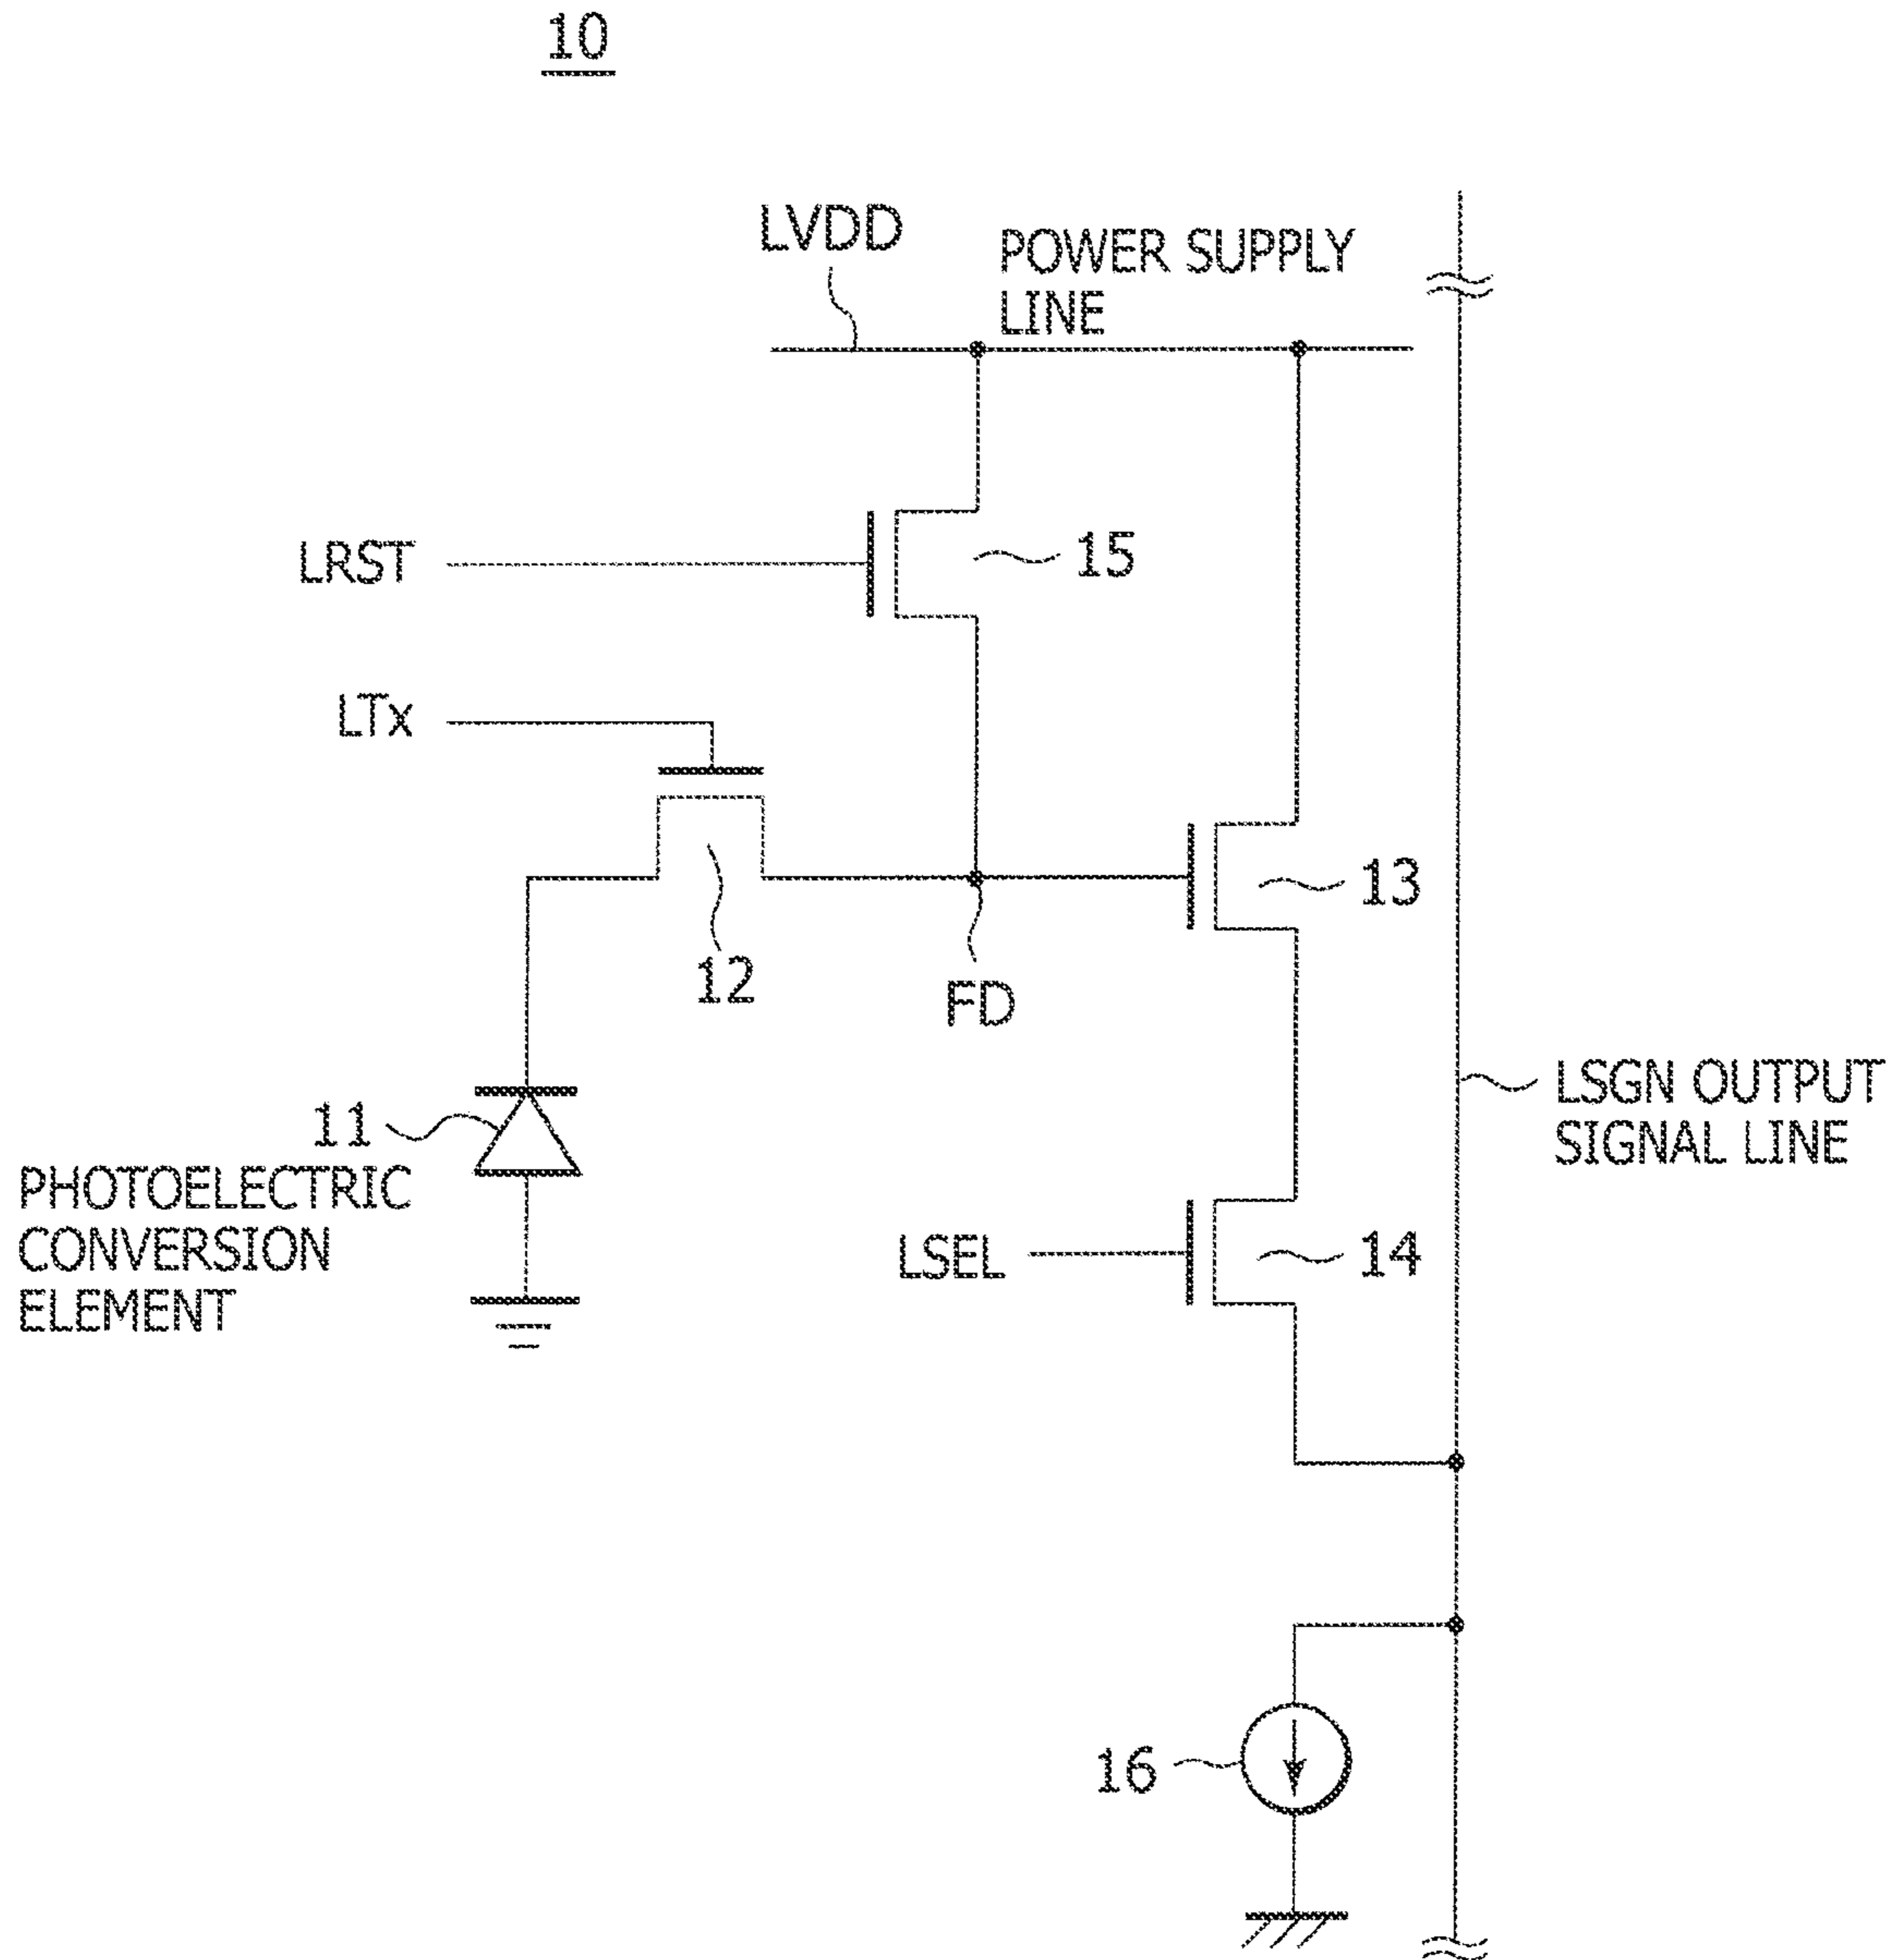 10
LVDD
POWER SUPPLY
LINE
LRST
15
LTx
13
12
FD
LSGN OUTPUT
SIGNAL LINE
11
PHOTOELECTRIC
CONVERSION
ELEMENT
LSEL
14
16